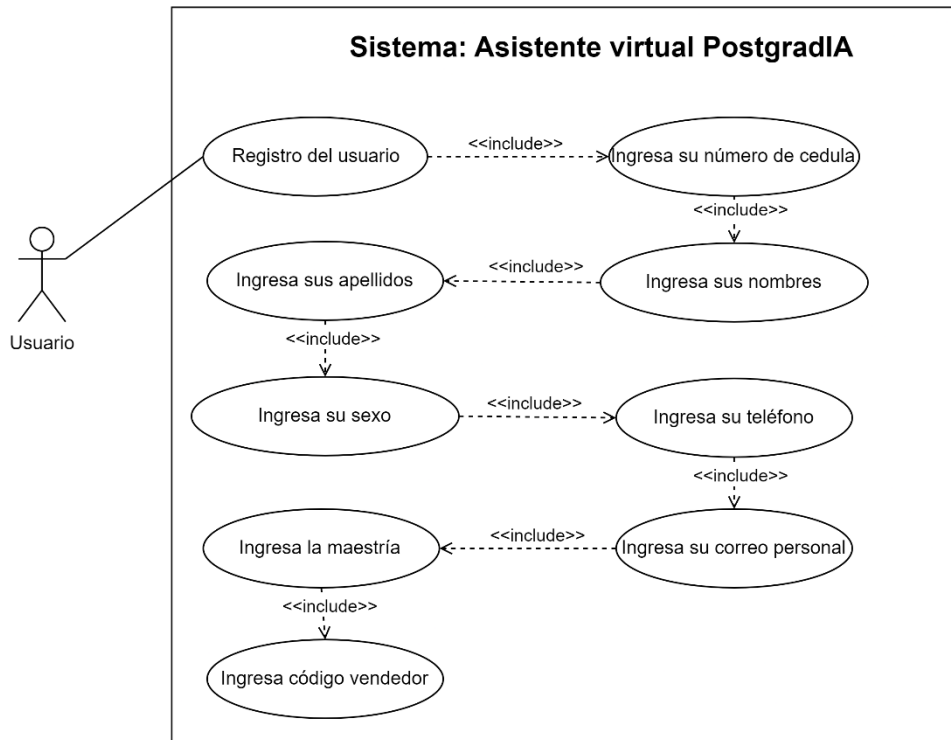 Sistema: Asistente virtual PostgradIA
Registro del usuario
<<include>>
Ingresa su número de cedula
<<include>>
Ingresa sus nombres
<<include>>
Ingresa sus apellidos
<<include>>
Usuario
Ingresa su sexo
<<include>>
Ingresa su teléfono
<<include>>
Ingresa su correo personal
<<include>>
Ingresa la maestría
<<include>>
Ingresa código vendedor